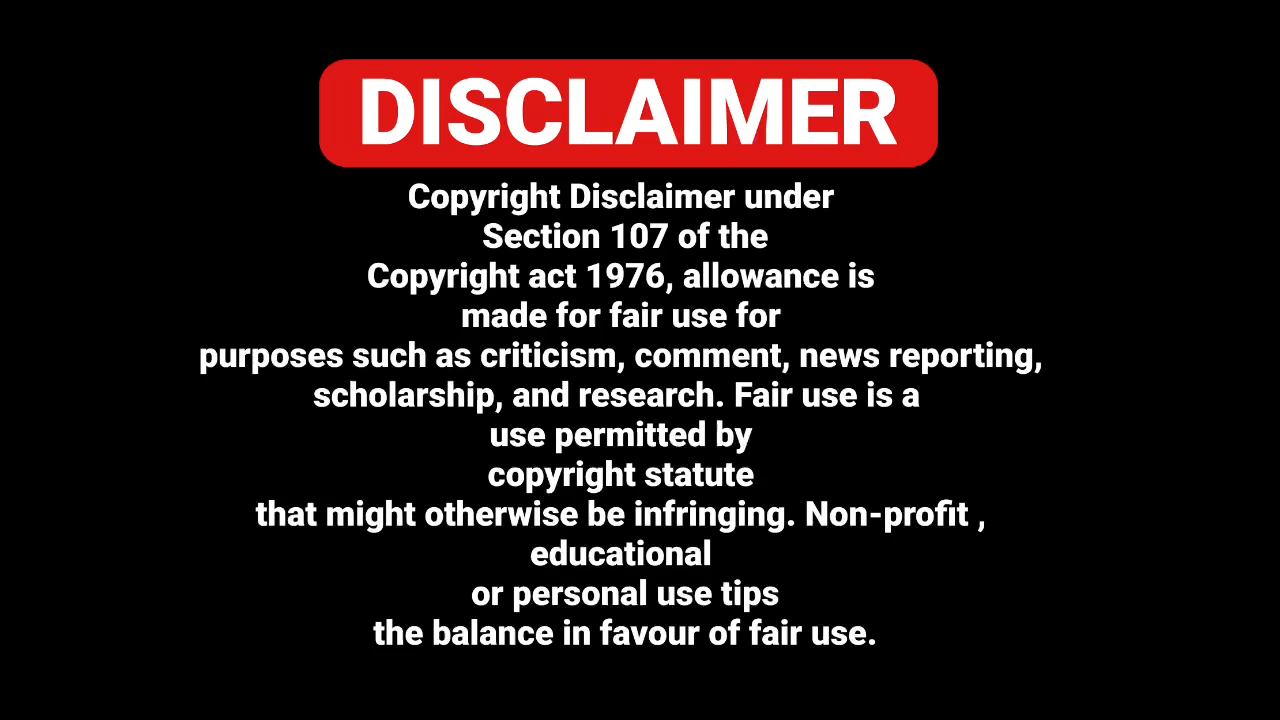 DISCLAIMER
Copyright Disclaimer under
Section 107 of the
Copyright act 1976, allowance is
made for fair use for
purposes such as criticism, comment, news reporting,
scholarship, and research. Fair use is a
use permitted by
copyright statute
that might otherwise be infringing. Non-profit ,
educational
or personal use tips
the balance in favour of fair use.